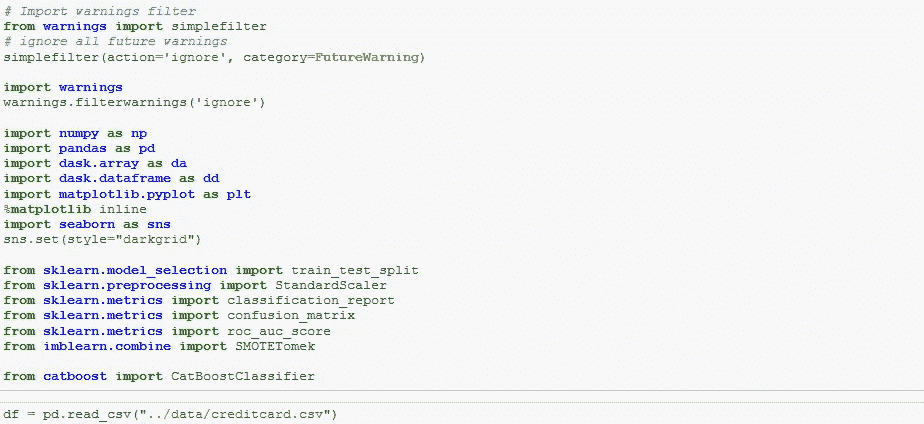 # Import warnings filter
from warnings import simplefilter
# ignore all future warnings
simplefilter(action='ignore', category=FutureWarning)
import warnings
warnings.filterwarnings('ignore')
import numpy as np
import pandas as pd
import dask.array as da
import dask.dataframe as dd
import matplotlib.pyplot as plt
%matplotlib inline
import seaborn as sns
sns.set(style="darkgrid")
from sklearn.model_selection import train_test_split
from sklearn.preprocessing import StandardScaler
from sklearn.metrics import classification_report
from sklearn.metrics import confusion_matrix
from sklearn.metrics import roc_auc_score
from imblearn.combine import SMOTETomek
from catboost import CatBoostClassifier
df = pd.read_csv("../data/creditcard.csv")